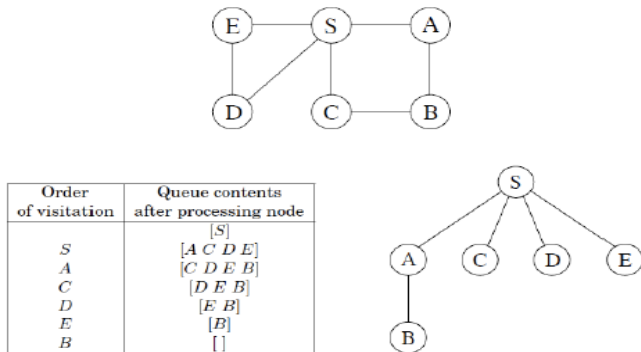 E S A
D C B
Order of visitation Queue contents after processing node
[S]
S [A C D E]
A [C D E B]
C [D E B]
D [E B]
E [B]
B [ ]
S
A C D E
B